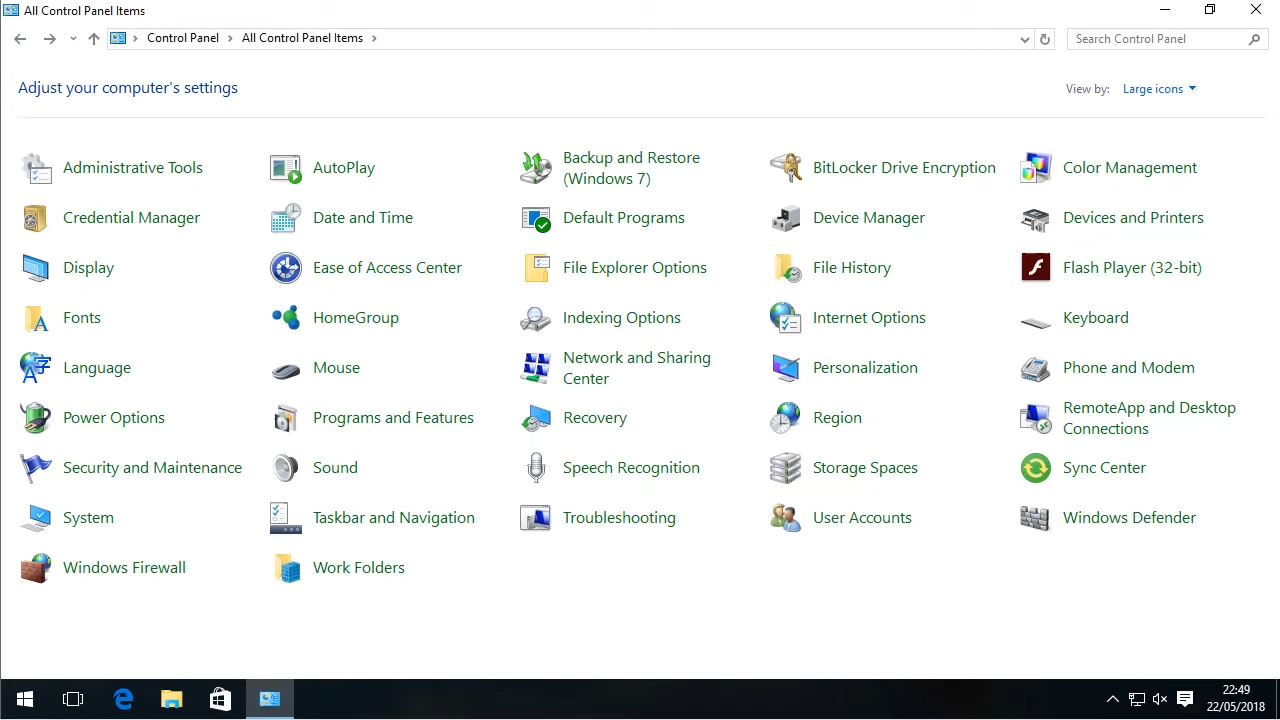 All Control Panel Items
Control Panel > All Control Panel Items >
Search Control Panel
Adjust your computer's settings
View by: Large icons
Administrative Tools
AutoPlay
Backup and Restore
(Windows 7)
BitLocker Drive Encryption
Color Management
Credential Manager
Date and Time
Default Programs
Device Manager
Devices and Printers
Display
Ease of Access Center
File Explorer Options
File History
Flash Player (32-bit)
Fonts
HomeGroup
Indexing Options
Internet Options
Keyboard
Language
Mouse
Network and Sharing
Center
Personalization
Phone and Modem
Power Options
Programs and Features
Recovery
Region
RemoteApp and Desktop
Connections
Security and Maintenance
Sound
Speech Recognition
Storage Spaces
Sync Center
System
Taskbar and Navigation
Troubleshooting
User Accounts
Windows Defender
Windows Firewall
Work Folders
22:49
22/05/2018